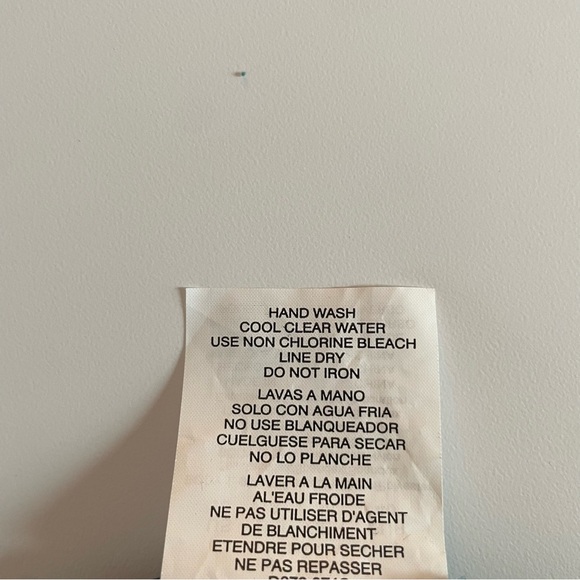 HAND WASH
COOL CLEAR WATER
USE NON CHLORINE BLEACH
LINE DRY
DO NOT IRON
LAVAS A MANO
SOLO CON AGUA FRIA
NO USE BLANQUEADOR
CUELGUESE PARA SECAR
NO LO PLANCHE
LAVER A LA MAIN
AL'EAU FROIDE
NE PAS UTILISER D'AGENT
DE BLANCHIMENT
ETENDRE POUR SECHER
NE PAS REPASSER